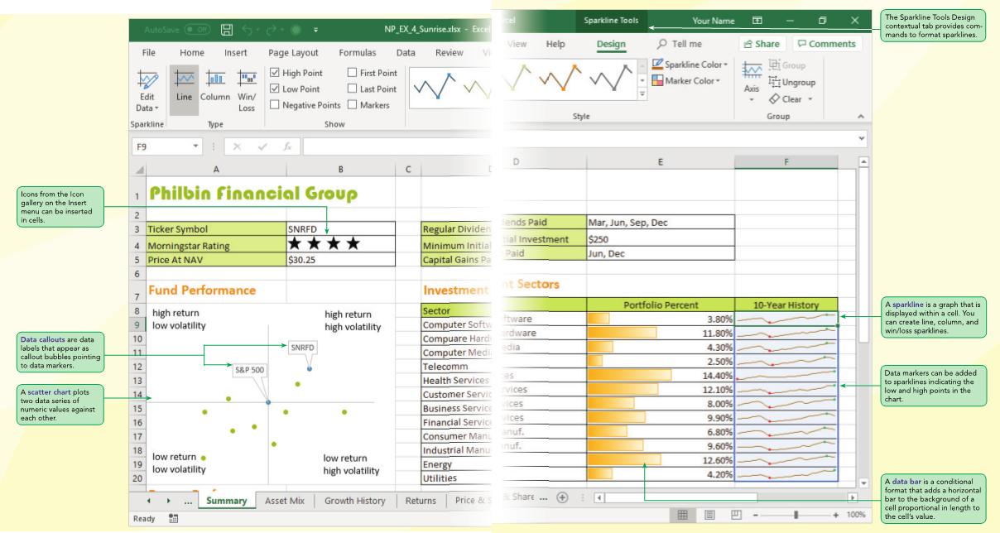 AutoSave Off
NP_EX_4_Sunrise.xlsx - Excel
Sparkline Tools
Your Name
File Home Insert Page Layout Formulas Data Review View Help Design Tell me
Share Comments
Edit
Data
Line Column Win/
Loss
High Point First Point
Low Point Last Point
Negative Points Markers
Sparkline Color
Marker Color
Axis
Group
Ungroup
Clear
Sparkline Type Show Style Group
F9 fx
A B C D E F
1 Philbin Financial Group
2
3 Ticker Symbol SNRFD Regular Dividen ends Paid Mar, Jun, Sep, Dec
4 Morningstar Rating ★ ★ ★ ★ Minimum Initia ial Investment $250
5 Price At NAV $30.25 Capital Gains Pa Paid Jun, Dec
6
7 Fund Performance Investment nt Sectors
8 Sector Portfolio Percent 10-Year History
9 Computer Softw ftware 3.80%
10 Compuare Hard rdware 11.80%
11 Computer Medi edia 4.30%
12 Telecomm 2.50%
13 Health Services es 14.40%
14 Customer Servic rvices 12.10%
15 Business Service vices 8.00%
16 Financial Service vices 9.90%
17 Consumer Manu anuf. 6.80%
18 Industrial Manu nuf. 9.60%
19 Energy 12.60%
20 Utilities 4.20%
high return
low volatility
high return
high volatility
SNRFD
S&P 500
low return
low volatility
low return
high volatility
... Summary Asset Mix Growth History Returns Price & S & Share ...
Ready
100%
Icons from the Icon
gallery on the Insert
menu can be inserted
in cells.
Data callouts are data
labels that appear as
callout bubbles pointing
to data markers.
A scatter chart plots
two data series of
numeric values against
each other.
The Sparkline Tools Design
contextual tab provides com-
mands to format sparklines.
A sparkline is a graph that is
displayed within a cell. You
can create line, column, and
win/loss sparklines.
Data markers can be added
to sparklines indicating the
low and high points in the
chart.
A data bar is a conditional
format that adds a horizontal
bar to the background of a
cell proportional in length to
the cell's value.